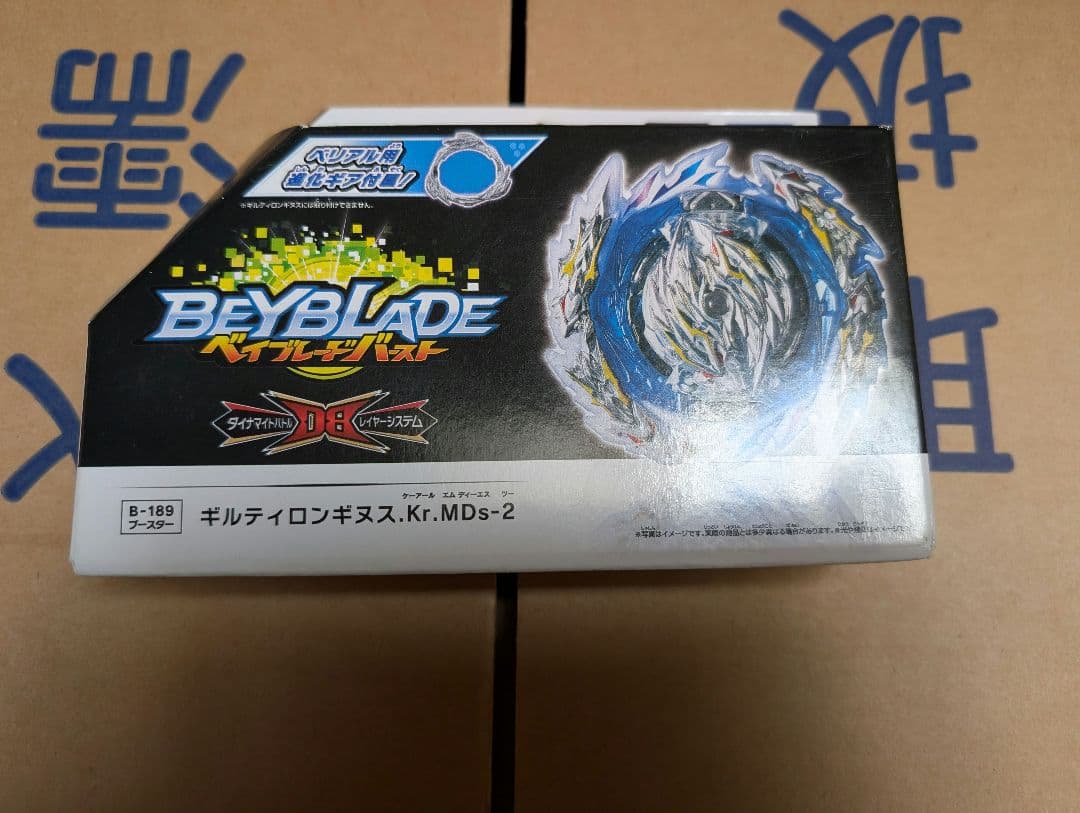 ベリアル用
進化ギア付属!
※ギルティロンギヌスには取り付けできません。
BEYBLADE
ベイブレードバースト
ダイナマイトバトル DB レイヤーシステム
ケーアール エム ディーエス ツー
B-189
ブースター
ギルティロンギヌス.Kr.MDs-2
※写真はイメージです。実際の商品とは多少異なる場合があります。